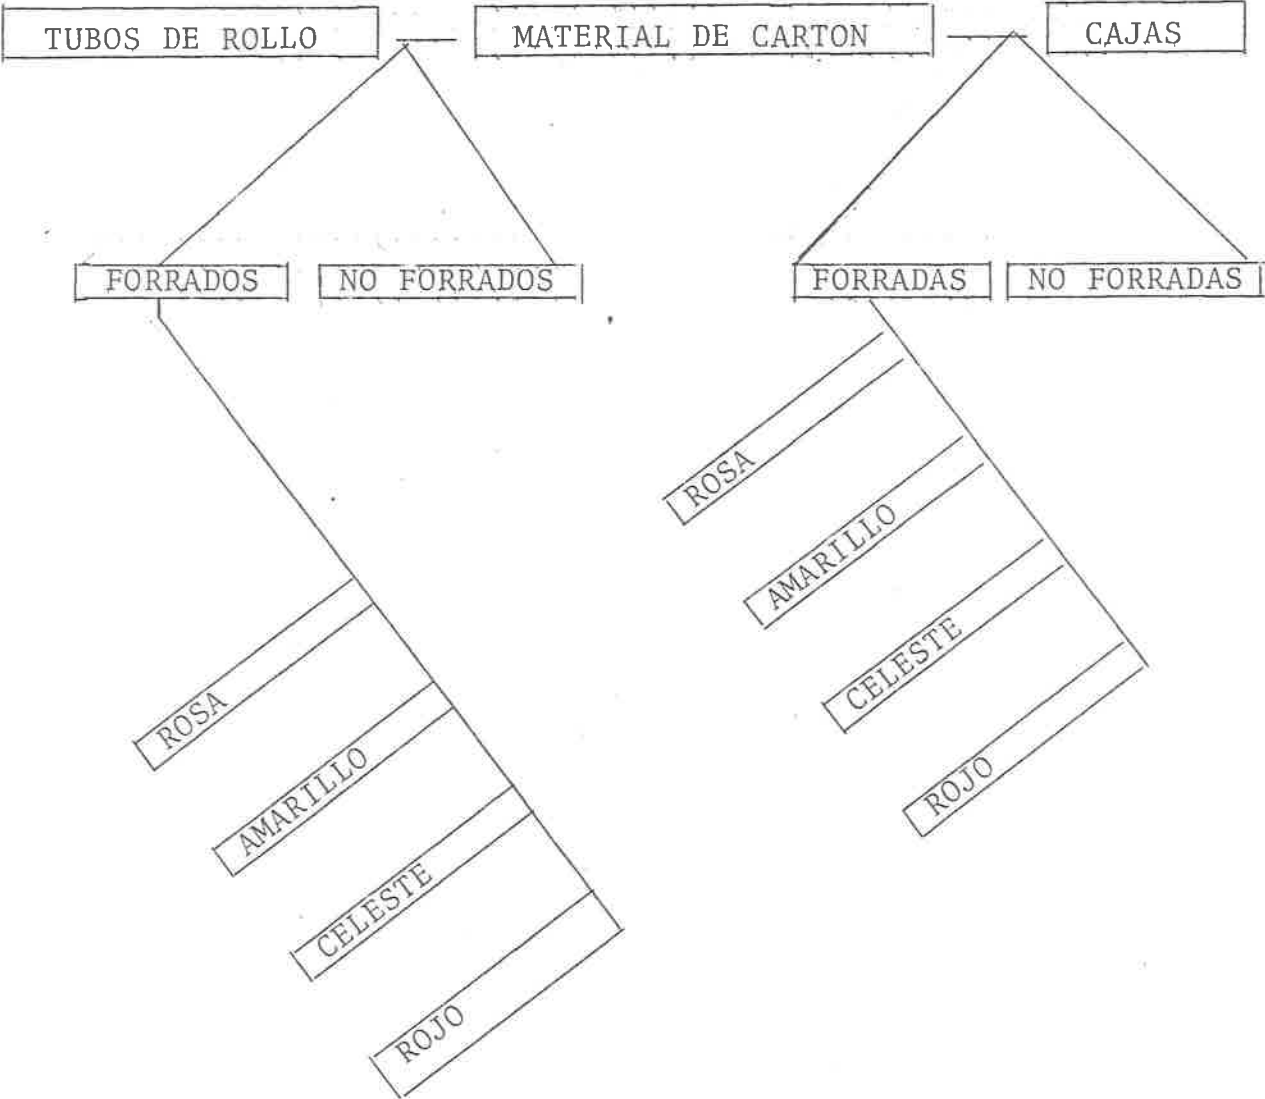 TUBOS DE ROLLO MATERIAL DE CARTON CAJAS
FORRADOS NO FORRADOS FORRADAS NO FORRADAS
ROSA
AMARILLO
CELESTE
ROJO
ROSA
AMARILLO
CELESTE
ROJO